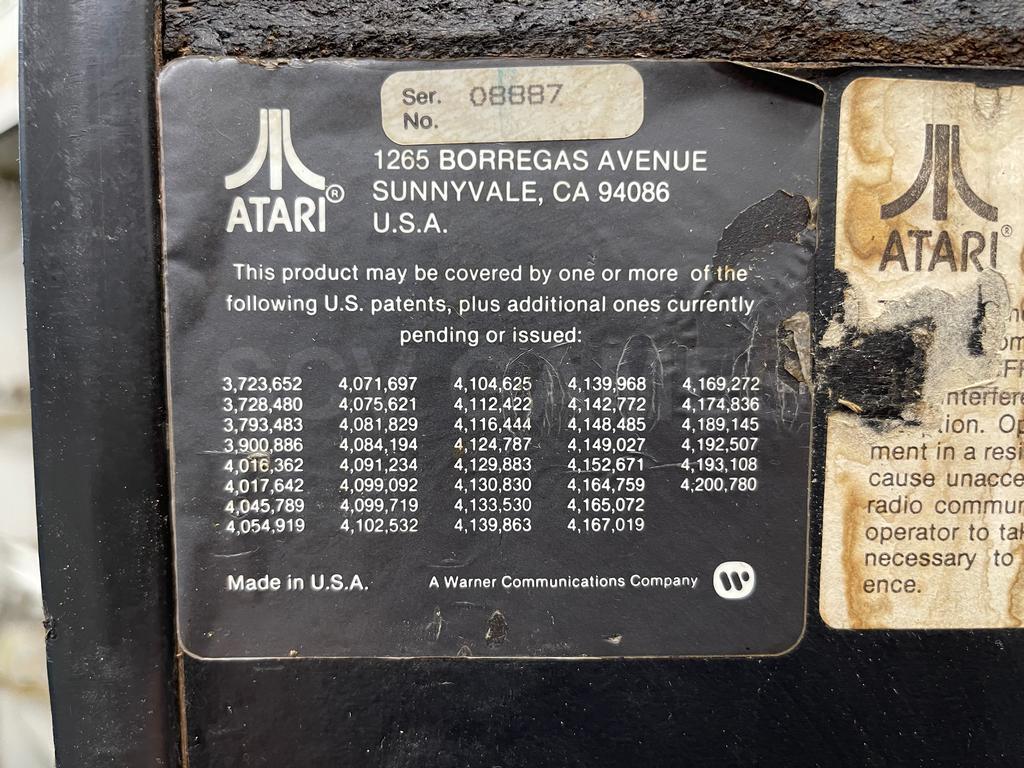 Ser. No. 08887
ATARI®
1265 BORREGAS AVENUE
SUNNYVALE, CA 94086
U.S.A.
This product may be covered by one or more of the
following U.S. patents, plus additional ones currently
pending or issued:
3,723,652 4,071,697 4,104,625 4,139,968 4,169,272
3,728,480 4,075,621 4,112,422 4,142,772 4,174,836
3,793,483 4,081,829 4,116,444 4,148,485 4,189,145
3,900,886 4,084,194 4,124,787 4,149,027 4,192,507
4,016,362 4,091,234 4,129,883 4,152,671 4,193,108
4,017,642 4,099,092 4,130,830 4,164,759 4,200,780
4,045,789 4,099,719 4,133,530 4,165,072
4,054,919 4,102,532 4,139,863 4,167,019
Made in U.S.A. A Warner Communications Company
ATARI®
ment in a
cause
radio
operator to
necessary to
ence.